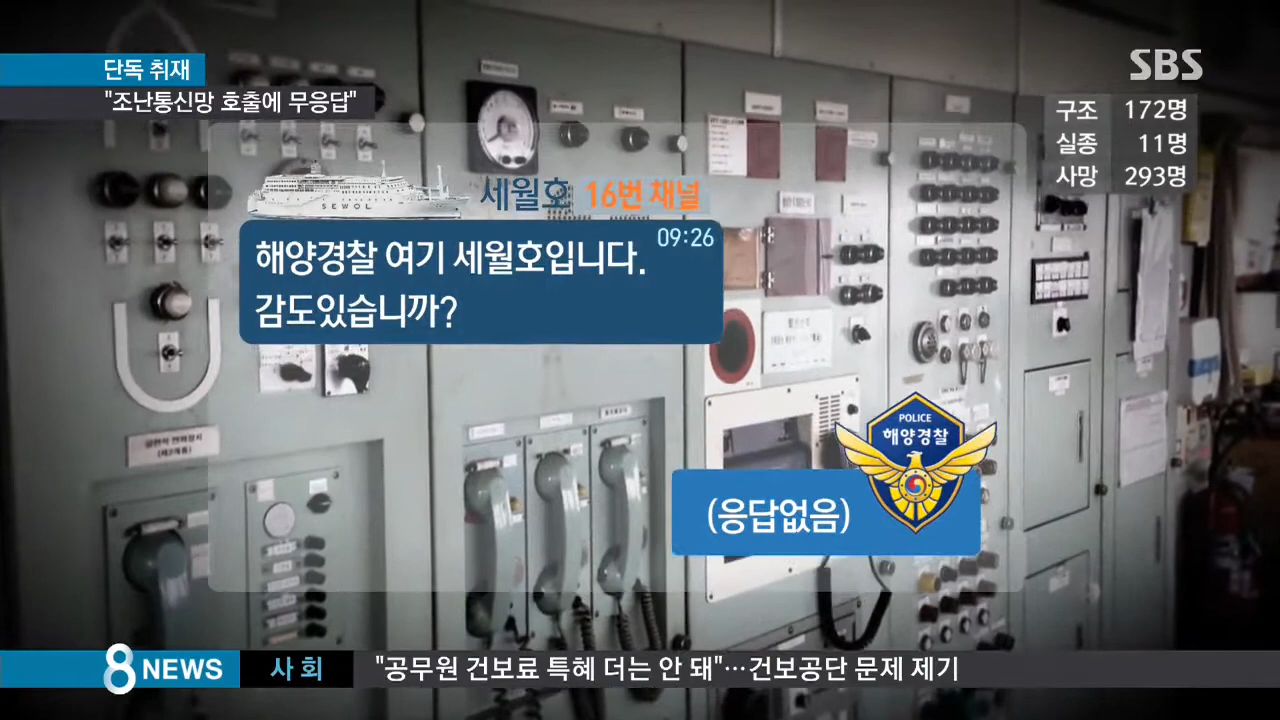 단독 취재
"조난통신망 호출에 무응답"
SBS
구조 172명
실종 11명
사망 293명
SEWOL
세월호 16번 채널
09:26
해양경찰 여기 세월호입니다.
감도있습니까?
POLICE
해양경찰
(응답없음)
8 NEWS
사회
"공무원 건보료 특혜 더는 안 돼"…건보공단 문제 제기